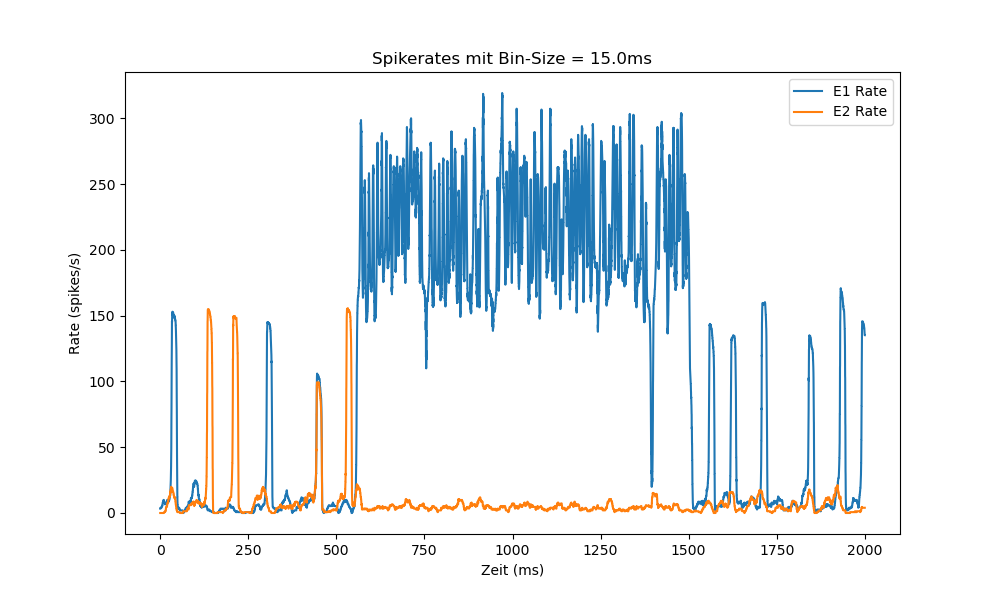 Spikerates mit Bin-Size = 15.0ms
E1 Rate
E2 Rate
300
250
200
150
100
50
0
Rate (spikes/s)
0 250 500 750 1000 1250 1500 1750 2000
Zeit (ms)